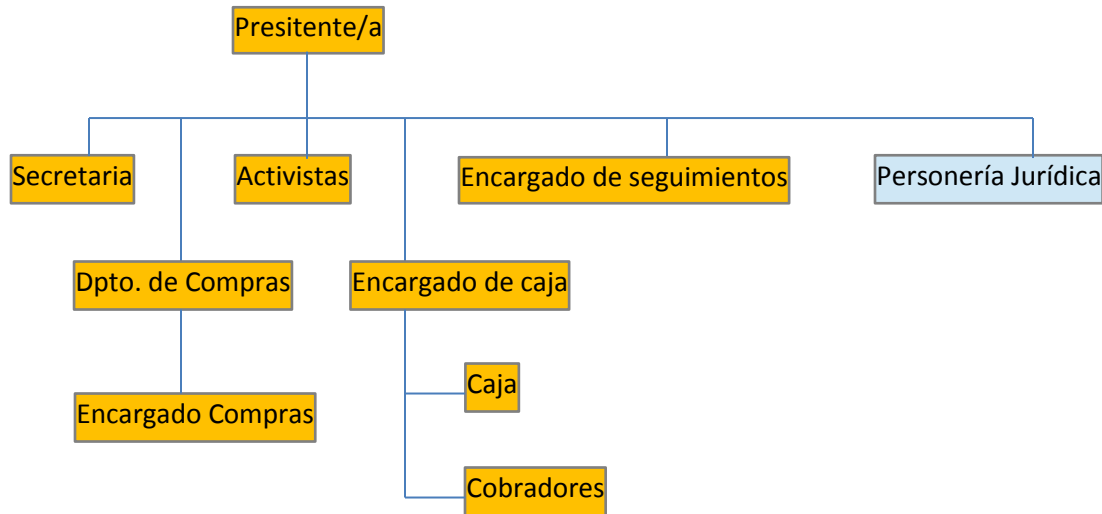 Presitente/a
Secretaria
Activistas
Encargado de seguimientos
Personería Jurídica
Dpto. de Compras
Encargado de caja
Caja
Encargado Compras
Cobradores